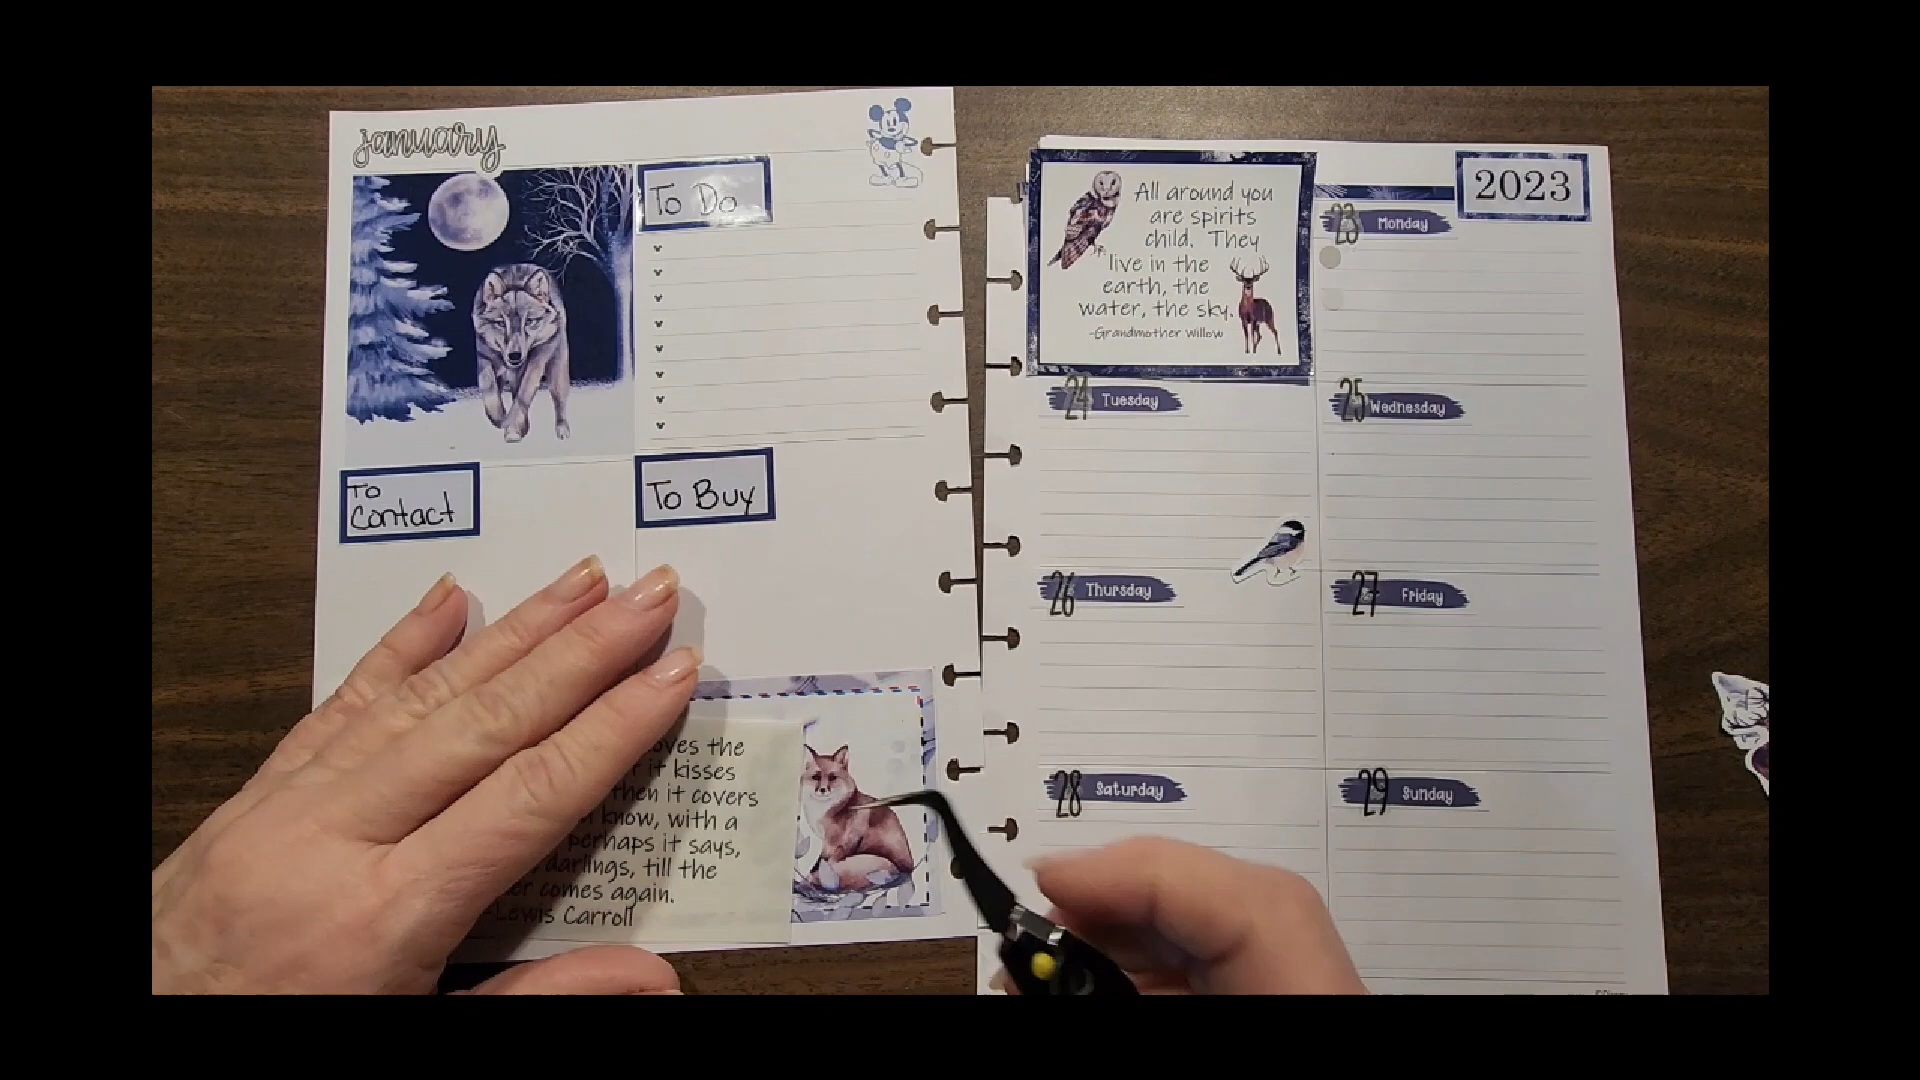 january
To Do
To
Contact
To Buy
loves the
it kisses
then it covers
know, with a
perhaps it says,
darlings, till the
comes again.
-Lewis Carroll
All around you
are spirits
child. They
live in the
earth, the
water, the sky.
-Grandmother Willow
2023
23 Monday
24 Tuesday
25 Wednesday
26 Thursday
27 Friday
28 Saturday
29 Sunday